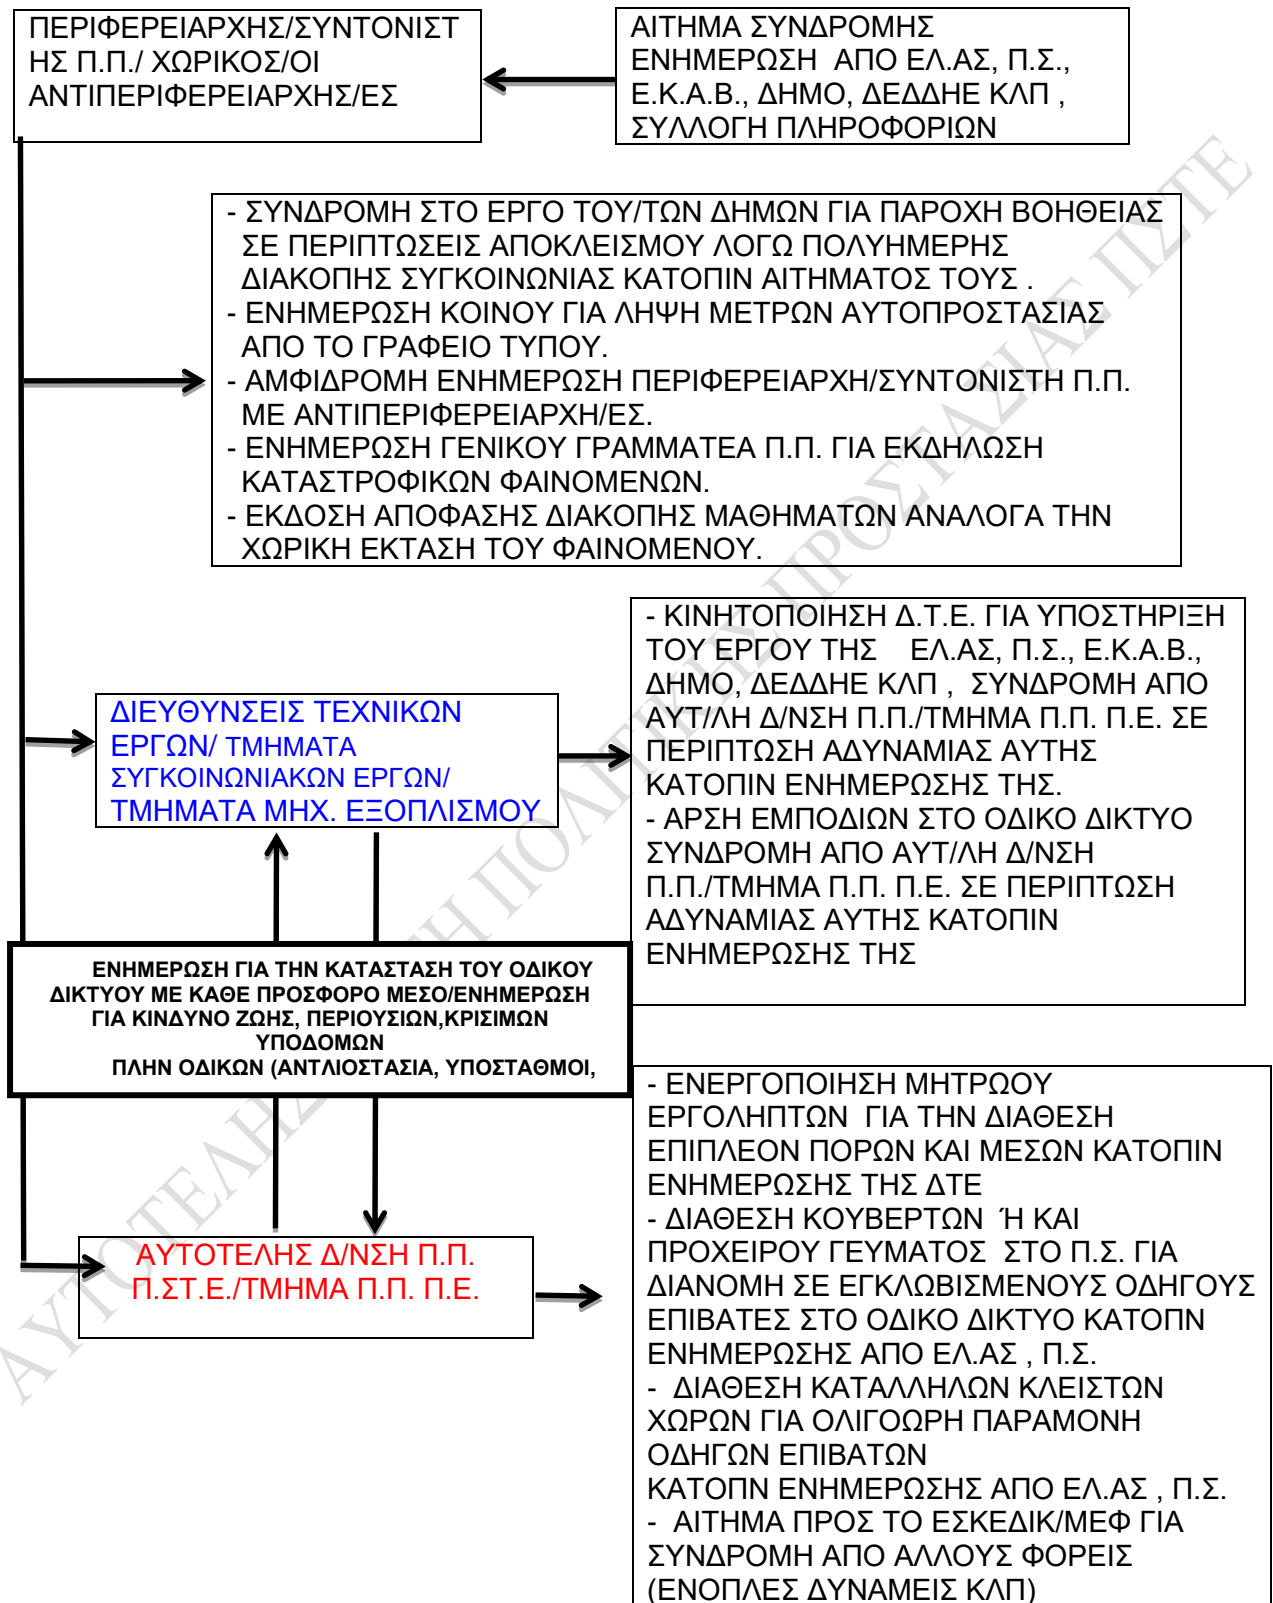 ΠΕΡΙΦΕΡΕΙΑΡΧΗΣ/ΣΥΝΤΟΝΙΣΤ
ΗΣ Π.Π./ ΧΩΡΙΚΟΣ/ΟΙ
ΑΝΤΙΠΕΡΙΦΕΡΕΙΑΡΧΗΣ/ΕΣ
ΑΙΤΗΜΑ ΣΥΝΔΡΟΜΗΣ
ΕΝΗΜΕΡΩΣΗ ΑΠΟ ΕΛ.ΑΣ, Π.Σ.,
Ε.Κ.Α.Β., ΔΗΜΟ, ΔΕΔΔΗΕ ΚΛΠ ,
ΣΥΛΛΟΓΗ ΠΛΗΡΟΦΟΡΙΩΝ
- ΣΥΝΔΡΟΜΗ ΣΤΟ ΕΡΓΟ ΤΟΥ/ΤΩΝ ΔΗΜΩΝ ΓΙΑ ΠΑΡΟΧΗ ΒΟΗΘΕΙΑΣ
ΣΕ ΠΕΡΙΠΤΩΣΕΙΣ ΑΠΟΚΛΕΙΣΜΟΥ ΛΟΓΩ ΠΟΛΥΗΜΕΡΗΣ
ΔΙΑΚΟΠΗΣ ΣΥΓΚΟΙΝΩΝΙΑΣ ΚΑΤΟΠΙΝ ΑΙΤΗΜΑΤΟΣ ΤΟΥΣ .
- ΕΝΗΜΕΡΩΣΗ ΚΟΙΝΟΥ ΓΙΑ ΛΗΨΗ ΜΕΤΡΩΝ ΑΥΤΟΠΡΟΣΤΑΣΙΑΣ
ΑΠΟ ΤΟ ΓΡΑΦΕΙΟ ΤΥΠΟΥ.
- ΑΜΦΙΔΡΟΜΗ ΕΝΗΜΕΡΩΣΗ ΠΕΡΙΦΕΡΕΙΑΡΧΗ/ΣΥΝΤΟΝΙΣΤΗ Π.Π.
ΜΕ ΑΝΤΙΠΕΡΙΦΕΡΕΙΑΡΧΗ/ΕΣ.
- ΕΝΗΜΕΡΩΣΗ ΓΕΝΙΚΟΥ ΓΡΑΜΜΑΤΕΑ Π.Π. ΓΙΑ ΕΚΔΗΛΩΣΗ
ΚΑΤΑΣΤΡΟΦΙΚΩΝ ΦΑΙΝΟΜΕΝΩΝ.
- ΕΚΔΟΣΗ ΑΠΟΦΑΣΗΣ ΔΙΑΚΟΠΗΣ ΜΑΘΗΜΑΤΩΝ ΑΝΑΛΟΓΑ ΤΗΝ
ΧΩΡΙΚΗ ΕΚΤΑΣΗ ΤΟΥ ΦΑΙΝΟΜΕΝΟΥ.
ΔΙΕΥΘΥΝΣΕΙΣ ΤΕΧΝΙΚΩΝ
ΕΡΓΩΝ/ ΤΜΗΜΑΤΑ
ΣΥΓΚΟΙΝΩΝΙΑΚΩΝ ΕΡΓΩΝ/
ΤΜΗΜΑΤΑ ΜΗΧ. ΕΞΟΠΛΙΣΜΟΥ
- ΚΙΝΗΤΟΠΟΙΗΣΗ Δ.Τ.Ε. ΓΙΑ ΥΠΟΣΤΗΡΙΞΗ
ΤΟΥ ΕΡΓΟΥ ΤΗΣ ΕΛ.ΑΣ, Π.Σ., Ε.Κ.Α.Β.,
ΔΗΜΟ, ΔΕΔΔΗΕ ΚΛΠ , ΣΥΝΔΡΟΜΗ ΑΠΟ
ΑΥΤ/ΛΗ Δ/ΝΣΗ Π.Π./ΤΜΗΜΑ Π.Π. Π.Ε. ΣΕ
ΠΕΡΙΠΤΩΣΗ ΑΔΥΝΑΜΙΑΣ ΑΥΤΗΣ
ΚΑΤΟΠΙΝ ΕΝΗΜΕΡΩΣΗΣ ΤΗΣ.
- ΑΡΣΗ ΕΜΠΟΔΙΩΝ ΣΤΟ ΟΔΙΚΟ ΔΙΚΤΥΟ
ΣΥΝΔΡΟΜΗ ΑΠΟ ΑΥΤ/ΛΗ Δ/ΝΣΗ
Π.Π./ΤΜΗΜΑ Π.Π. Π.Ε. ΣΕ ΠΕΡΙΠΤΩΣΗ
ΑΔΥΝΑΜΙΑΣ ΑΥΤΗΣ ΚΑΤΟΠΙΝ
ΕΝΗΜΕΡΩΣΗΣ ΤΗΣ
ΕΝΗΜΕΡΩΣΗ ΓΙΑ ΤΗΝ ΚΑΤΑΣΤΑΣΗ ΤΟΥ ΟΔΙΚΟΥ
ΔΙΚΤΥΟΥ ΜΕ ΚΑΘΕ ΠΡΟΣΦΟΡΟ ΜΕΣΟ/ΕΝΗΜΕΡΩΣΗ
ΓΙΑ ΚΙΝΔΥΝΟ ΖΩΗΣ, ΠΕΡΙΟΥΣΙΩΝ,ΚΡΙΣΙΜΩΝ
ΥΠΟΔΟΜΩΝ
ΠΛΗΝ ΟΔΙΚΩΝ (ΑΝΤΛΙΟΣΤΑΣΙΑ, ΥΠΟΣΤΑΘΜΟΙ,
ΑΥΤΟΤΕΛΗΣ Δ/ΝΣΗ Π.Π.
Π.ΣΤ.Ε./ΤΜΗΜΑ Π.Π. Π.Ε.
- ΕΝΕΡΓΟΠΟΙΗΣΗ ΜΗΤΡΩΟΥ
ΕΡΓΟΛΗΠΤΩΝ ΓΙΑ ΤΗΝ ΔΙΑΘΕΣΗ
ΕΠΙΠΛΕΟΝ ΠΟΡΩΝ ΚΑΙ ΜΕΣΩΝ ΚΑΤΟΠΙΝ
ΕΝΗΜΕΡΩΣΗΣ ΤΗΣ ΔΤΕ
- ΔΙΑΘΕΣΗ ΚΟΥΒΕΡΤΩΝ Ή ΚΑΙ
ΠΡΟΧΕΙΡΟΥ ΓΕΥΜΑΤΟΣ ΣΤΟ Π.Σ. ΓΙΑ
ΔΙΑΝΟΜΗ ΣΕ ΕΓΚΛΩΒΙΣΜΕΝΟΥΣ ΟΔΗΓΟΥΣ
ΕΠΙΒΑΤΕΣ ΣΤΟ ΟΔΙΚΟ ΔΙΚΤΥΟ ΚΑΤΟΠΝ
ΕΝΗΜΕΡΩΣΗΣ ΑΠΟ ΕΛ.ΑΣ , Π.Σ.
- ΔΙΑΘΕΣΗ ΚΑΤΑΛΛΗΛΩΝ ΚΛΕΙΣΤΩΝ
ΧΩΡΩΝ ΓΙΑ ΟΛΙΓΟΩΡΗ ΠΑΡΑΜΟΝΗ
ΟΔΗΓΩΝ ΕΠΙΒΑΤΩΝ
ΚΑΤΟΠΝ ΕΝΗΜΕΡΩΣΗΣ ΑΠΟ ΕΛ.ΑΣ , Π.Σ.
- ΑΙΤΗΜΑ ΠΡΟΣ ΤΟ ΕΣΚΕΔΙΚ/ΜΕΦ ΓΙΑ
ΣΥΝΔΡΟΜΗ ΑΠΟ ΑΛΛΟΥΣ ΦΟΡΕΙΣ
(ΕΝΟΠΛΕΣ ΔΥΝΑΜΕΙΣ ΚΛΠ)
ΠΟΛΙΤΙΚΗΣ ΠΡΟΣΤΑΣΙΑΣ ΠΣΤΕ